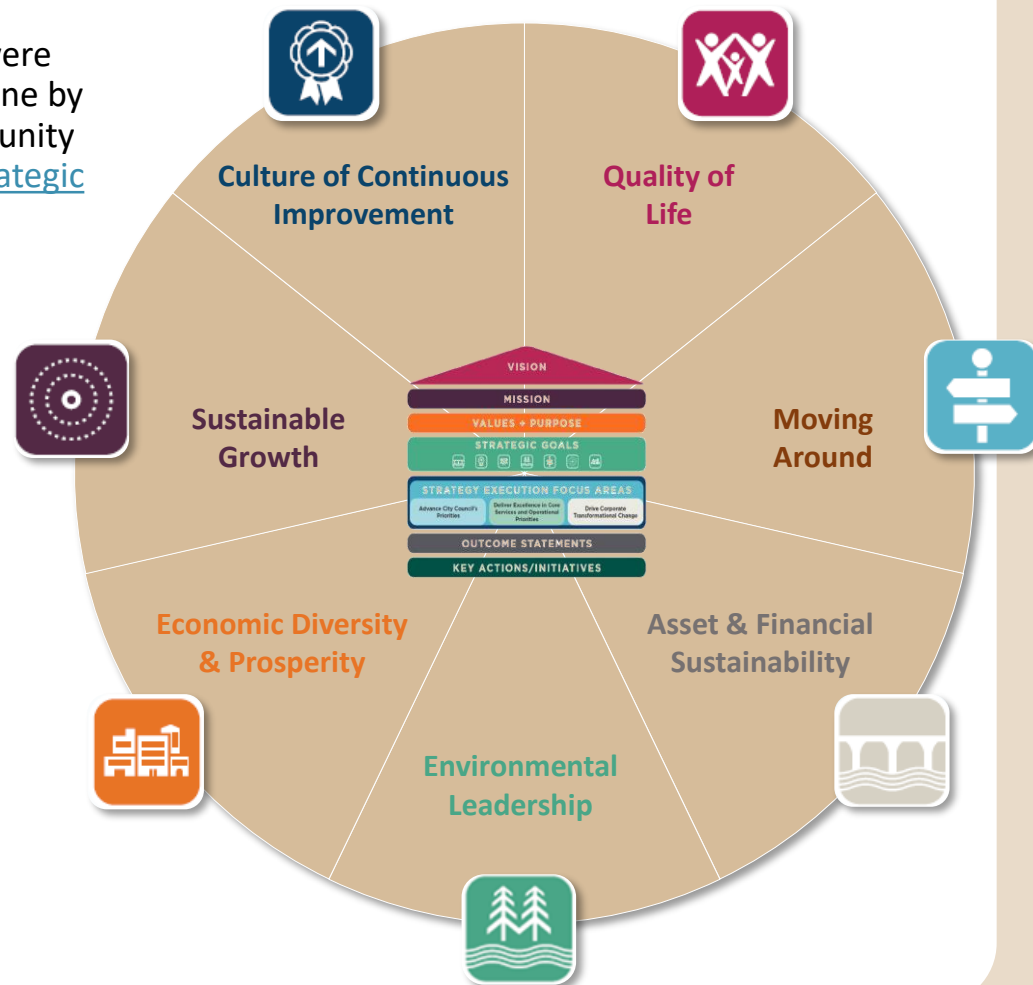 were
ne by
unity
ategic
Culture of Continuous
Improvement
Quality of
Life
Sustainable
Growth
Moving
Around
VISION
MISSION
VALUES + PURPOSE
STRATEGIC GOALS
STRATEGY EXECUTION FOCUS AREAS
Advance City Council's
Priorities
Deliver Excellence in Core
Services and Operational
Priorities
Drive Corporate
Transformational Change
OUTCOME STATEMENTS
KEY ACTIONS/INITIATIVES
Economic Diversity
& Prosperity
Asset & Financial
Sustainability
Environmental
Leadership